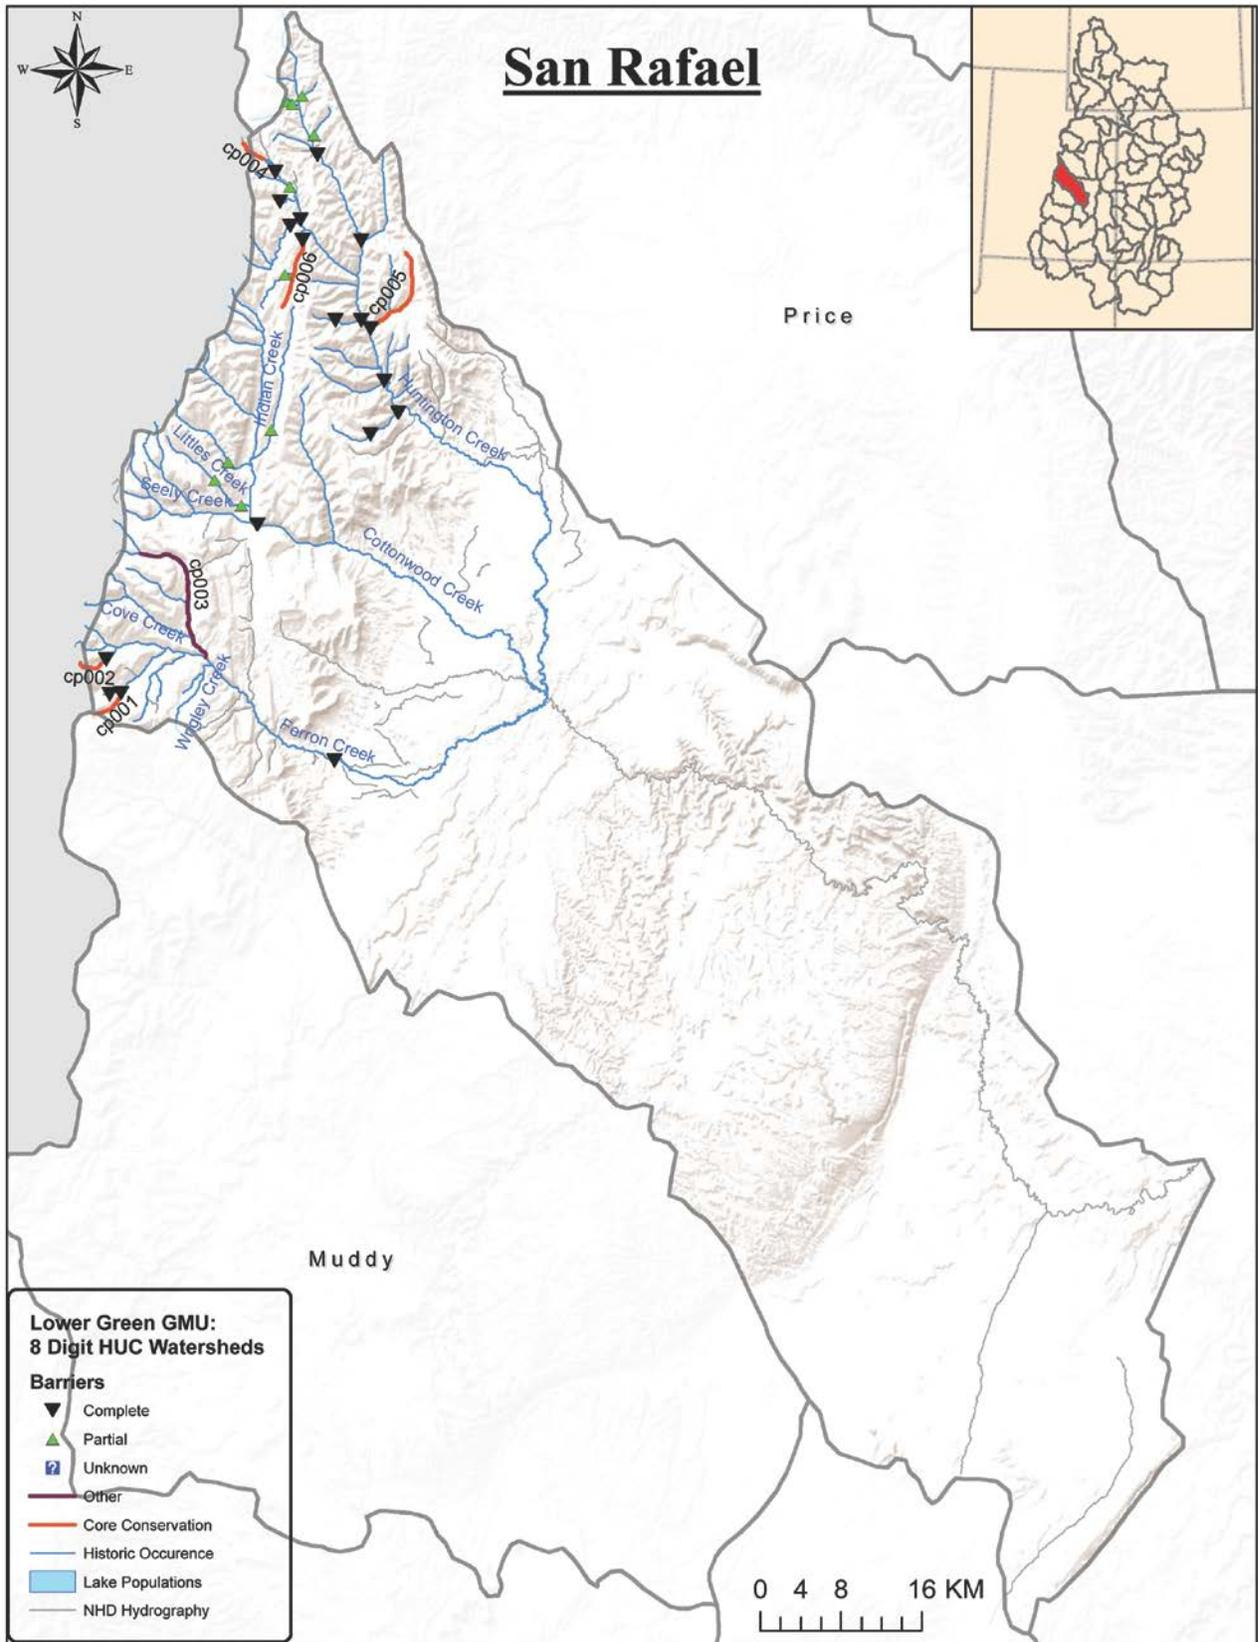 San Rafael
N
W
E
S
cp004
cp006
cp005
Price
Indian Creek
Huntington Creek
Littles Creek
Seely Creek
Cottonwood Creek
cp003
Cove Creek
cp002
cp001
Wrigley Creek
Ferron Creek
Muddy
Lower Green GMU:
8 Digit HUC Watersheds
Barriers
Complete
Partial
?
Unknown
Other
Core Conservation
Historic Occurence
Lake Populations
NHD Hydrography
0 4 8 16 KM